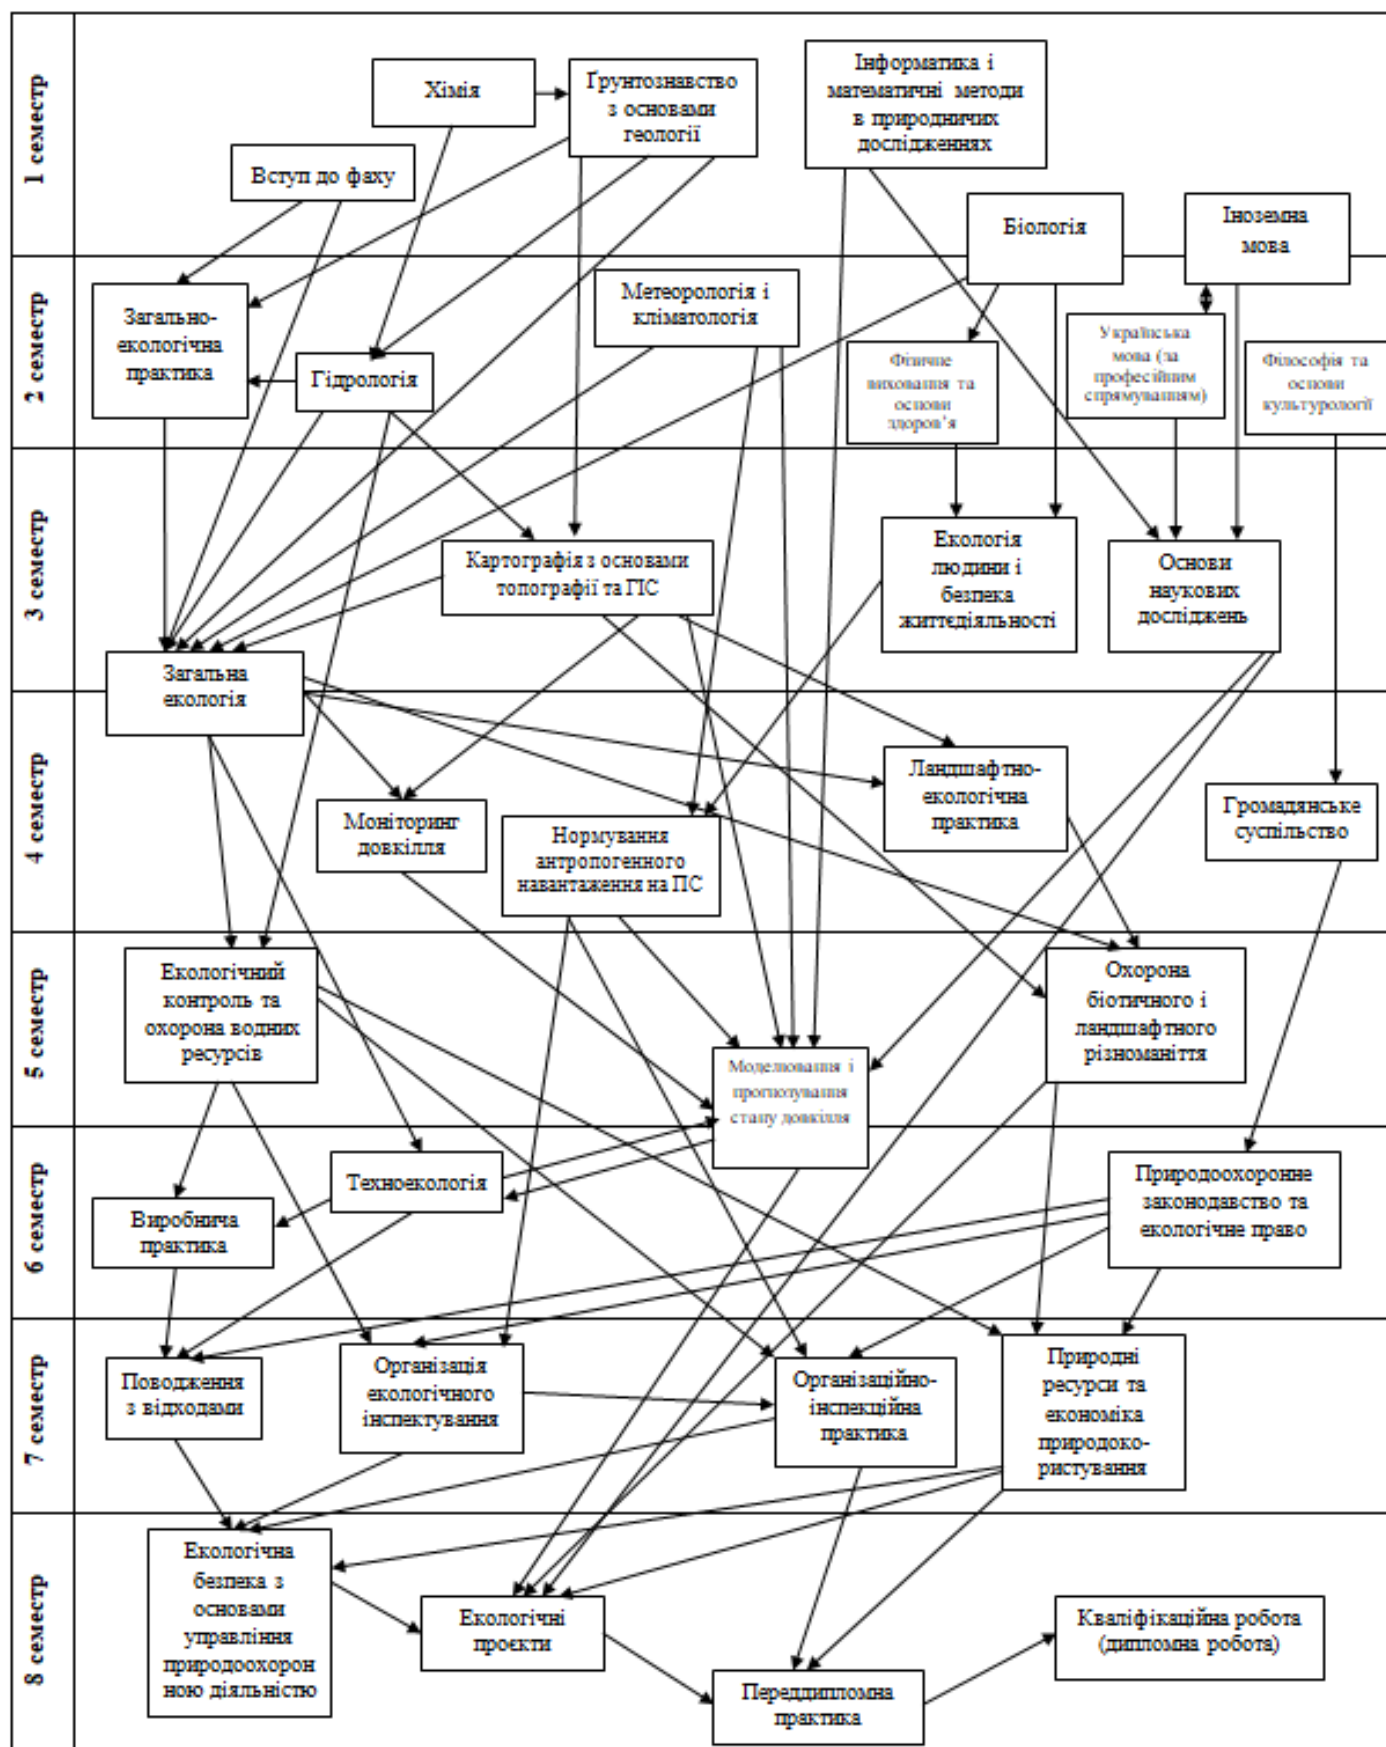 1 семестр
Хімія
Ґрунтознавство
з основами
геології
Інформатика і
математичні методи
в природничих
дослідженнях
Вступ до фаху
Біологія
Іноземна
мова
2 семестр
Загально-
екологічна
практика
Гідрологія
Метеорологія і
кліматологія
Фізичне
виховання та
основи
здоров’я
Українська
мова (за
професійним
спрямуванням)
Філософія та
основи
культурології
3 семестр
Картографія з основами
топографії та ГІС
Екологія
людини і
безпека
життєдіяльності
Основи
наукових
досліджень
Загальна
екологія
4 семестр
Моніторинг
довкілля
Нормування
антропогенного
навантаження на ПС
Ландшафтно-
екологічна
практика
Громадянське
суспільство
5 семестр
Екологічний
контроль та
охорона водних
ресурсів
Моделювання і
прогнозування
стану довкілля
Охорона
біотичного і
ландшафтного
різноманіття
6 семестр
Техноекологія
Виробнича
практика
Природоохоронне
законодавство та
екологічне право
7 семестр
Поводження
з відходами
Організація
екологічного
інспектування
Організаційно-
інспекційна
практика
Природні
ресурси та
економіка
природоко-
ристування
8 семестр
Екологічна
безпека з
основами
управління
природоохорон
ною діяльністю
Екологічні
проєкти
Переддипломна
практика
Кваліфікаційна робота
(дипломна робота)